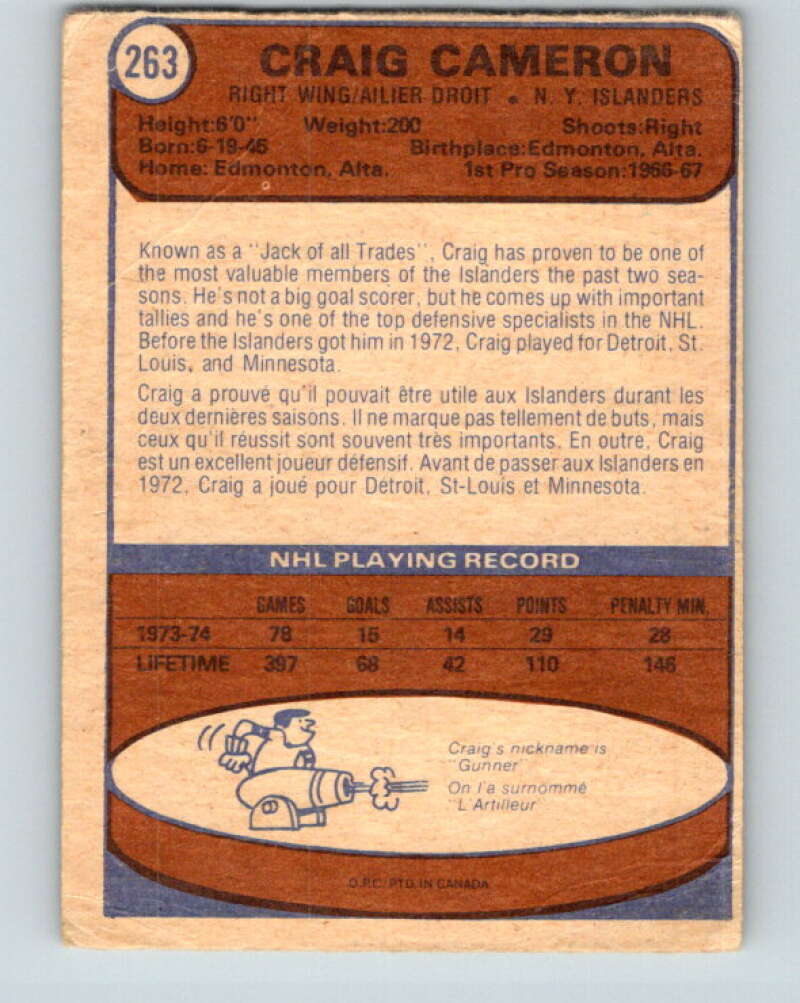 263
CRAIG CAMERON
RIGHT WING/AILIER DROIT • N. Y. ISLANDERS
Height:6'0" Weight:200 Shoots:Right
Born:6-19-45 Birthplace:Edmonton, Alta.
Home: Edmonton, Alta. 1st Pro Season:1966-67
Known as a "Jack of all Trades", Craig has proven to be one of
the most valuable members of the Islanders the past two sea-
sons. He's not a big goal scorer, but he comes up with important
tallies and he's one of the top defensive specialists in the NHL.
Before the Islanders got him in 1972, Craig played for Detroit, St.
Louis, and Minnesota.
Craig a prouvé qu'il pouvait être utile aux Islanders durant les
deux dernières saisons. Il ne marque pas tellement de buts, mais
ceux qu'il réussit sont souvent très importants. En outre, Craig
est un excellent joueur défensif. Avant de passer aux Islanders en
1972, Craig a joué pour Détroit, St-Louis et Minnesota.
NHL PLAYING RECORD
GAMES GOALS ASSISTS POINTS PENALTY MIN.
1973-74 78 15 14 29 28
LIFETIME 397 68 42 110 146
Craig's nickname is
"Gunner"
On l'a surnommé
"L'Artilleur"
O.P.C. PTD. IN CANADA